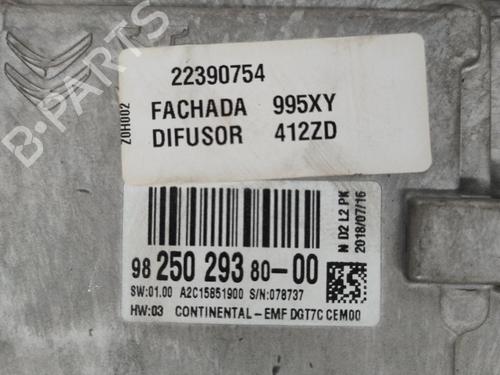 B-PARTS
22390754
FACHADA 995XY
DIFUSOR 412ZD
Z0H002
98 250 293 80-00
SW:01.00 A2C15851900 S/N:078737
HW:03 CONTINENTAL-EMF DGT7C CEM00
N D2 L2 PK
2018/07/16